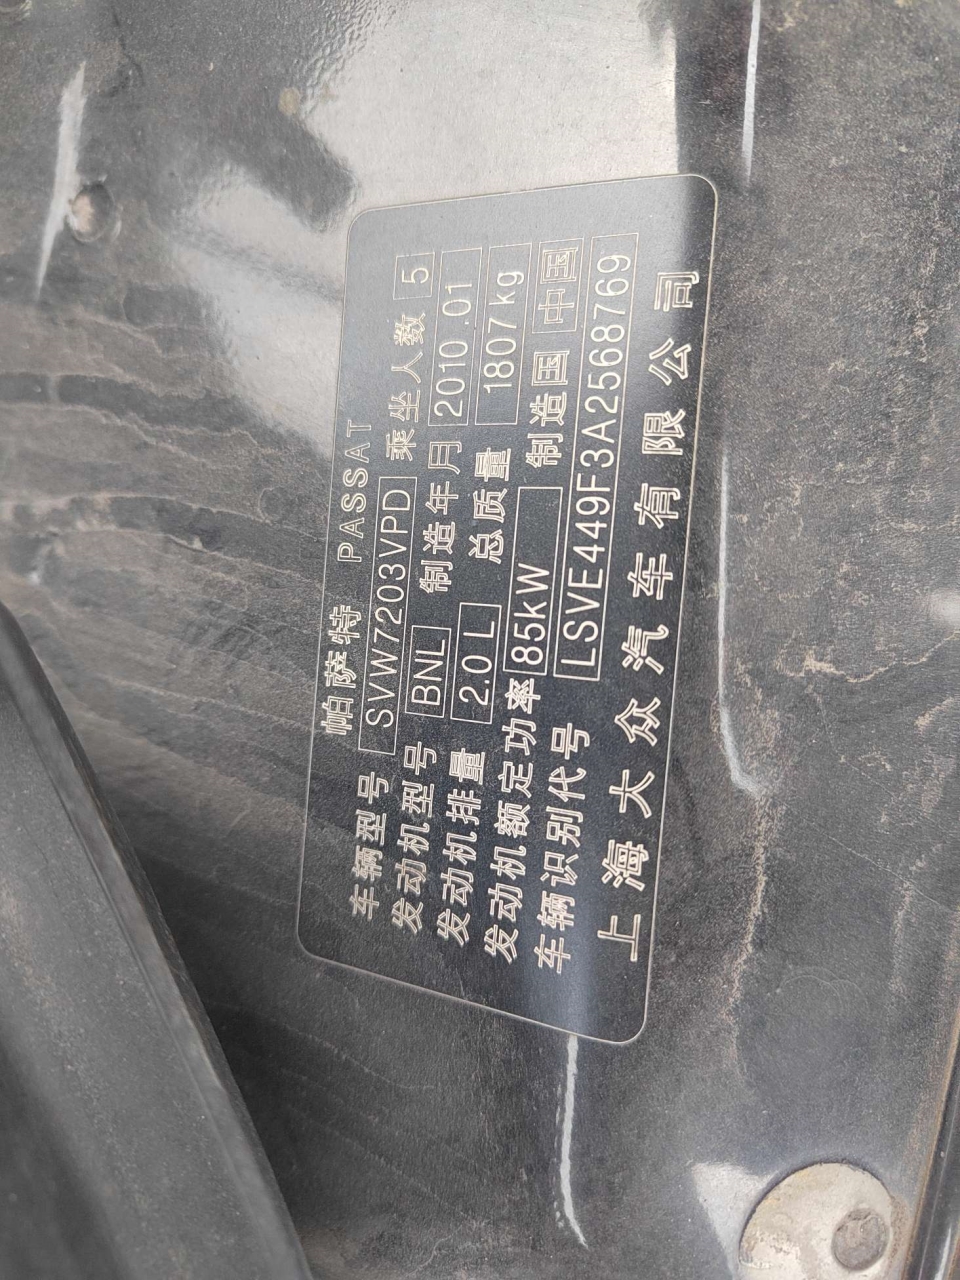 帕萨特 PASSAT
车辆型号 SVW7203VPD 乘坐人数 5
发动机型号 BNL 制造年月 2010.01
发动机排量 2.0 L 总质量 1807 kg
发动机额定功率 85kW 制造国 中国
车辆识别代号 LSVE449F3A2568769
上海大众汽车有限公司